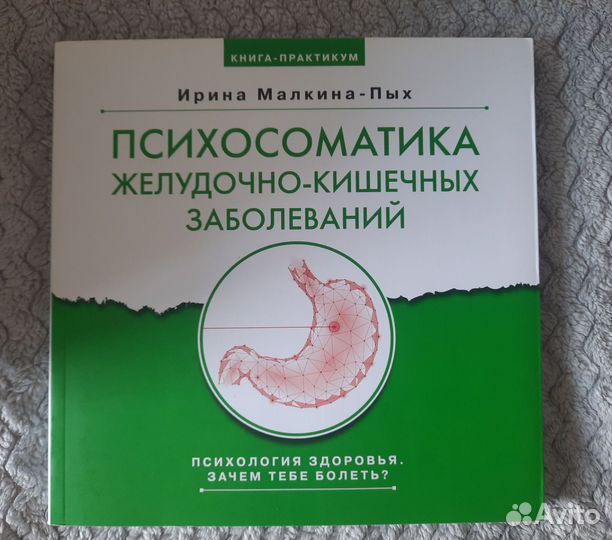 КНИГА-ПРАКТИКУМ
Ирина Малкина-Пых
ПСИХОСОМАТИКА
ЖЕЛУДОЧНО-КИШЕЧНЫХ
ЗАБОЛЕВАНИЙ
ПСИХОЛОГИЯ ЗДОРОВЬЯ.
ЗАЧЕМ ТЕБЕ БОЛЕТЬ?
Avito